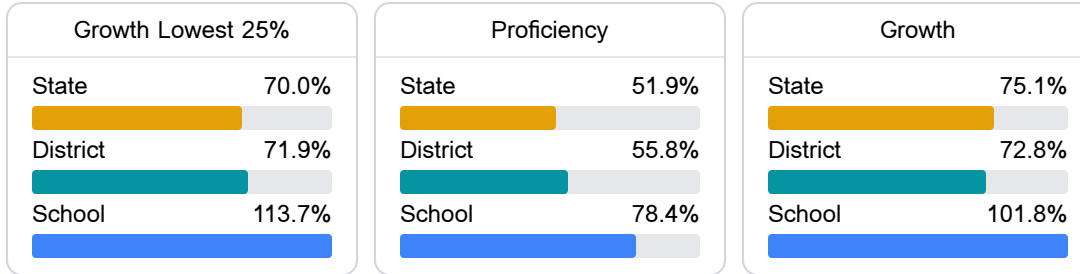 Growth Lowest 25%
State 70.0%
District 71.9%
School 113.7%
Proficiency
State 51.9%
District 55.8%
School 78.4%
Growth
State 75.1%
District 72.8%
School 101.8%